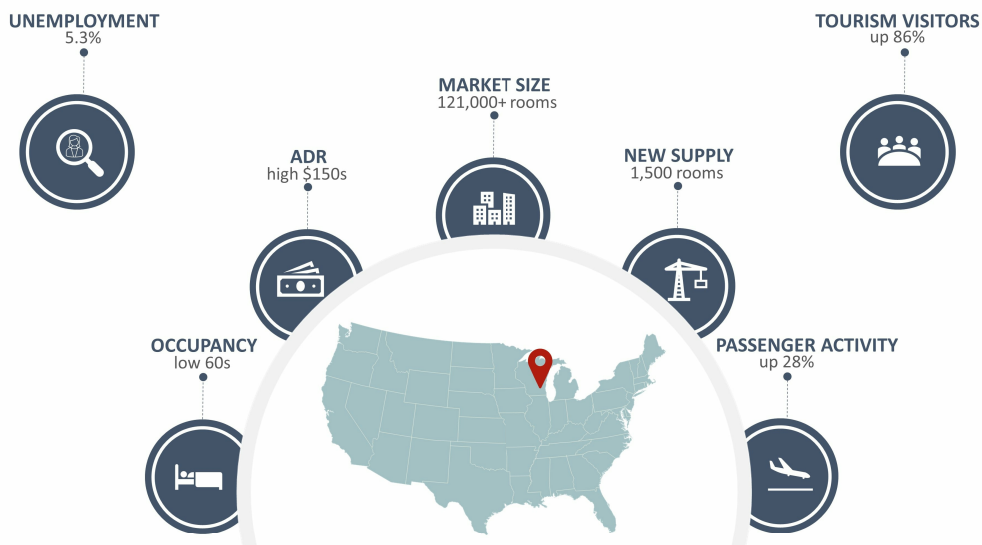 UNEMPLOYMENT
5.3%
TOURISM VISITORS
up 86%
MARKET SIZE
121,000+ rooms
ADR
high $150s
NEW SUPPLY
1,500 rooms
OCCUPANCY
low 60s
PASSENGER ACTIVITY
up 28%